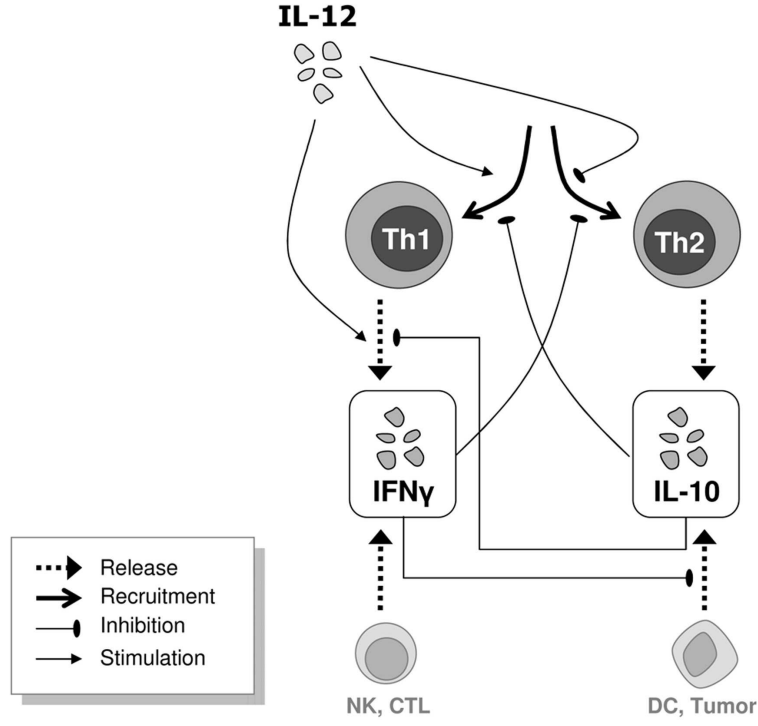 IL-12
Th1
Th2
IFNγ
IL-10
Release
Recruitment
Inhibition
Stimulation
NK, CTL
DC, Tumor